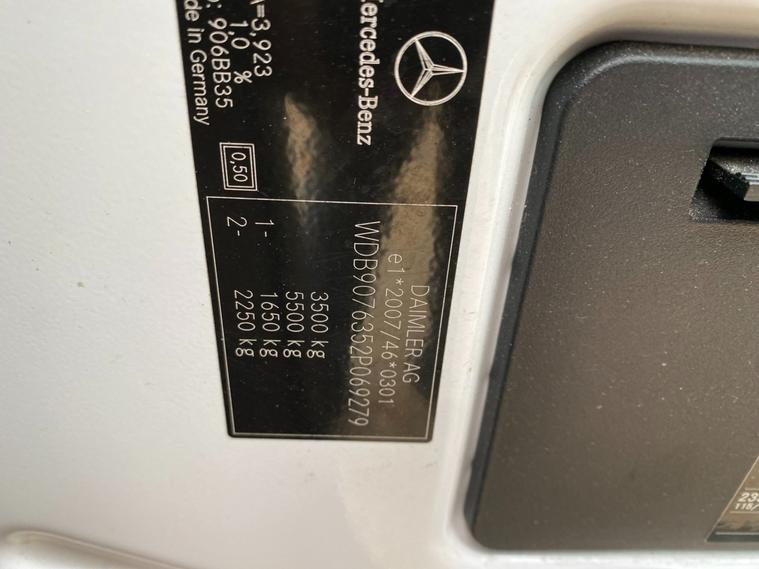 Mercedes-Benz
=3,923
1,0 %
: 906BB35
de in Germany
0,50
DAIMLER AG
e1*2007/46*0301
WDB9076352P069279
3500 kg
5500 kg
1- 1650 kg
2- 2250 kg